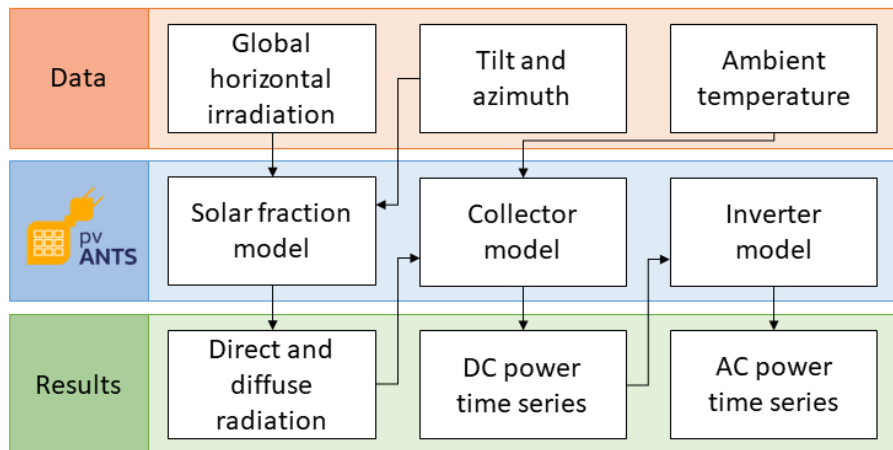 Data
Global
horizontal
irradiation
Tilt and
azimuth
Ambient
temperature
pv
ANTS
Solar fraction
model
Collector
model
Inverter
model
Results
Direct and
diffuse
radiation
DC power
time series
AC power
time series